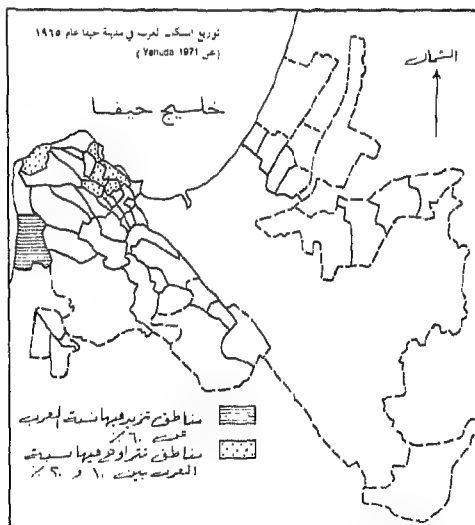 توزيع السكان العرب في مدينة حيفا عام ١٩٦٥
(عن Yehuda 1971)
الشمال
خليج حيفا
مناطق تزيد فيها نسبة العرب
عن ٦٠٪
مناطق تتراوح فيها نسبة
العرب بين ١٠ و ٢٠٪